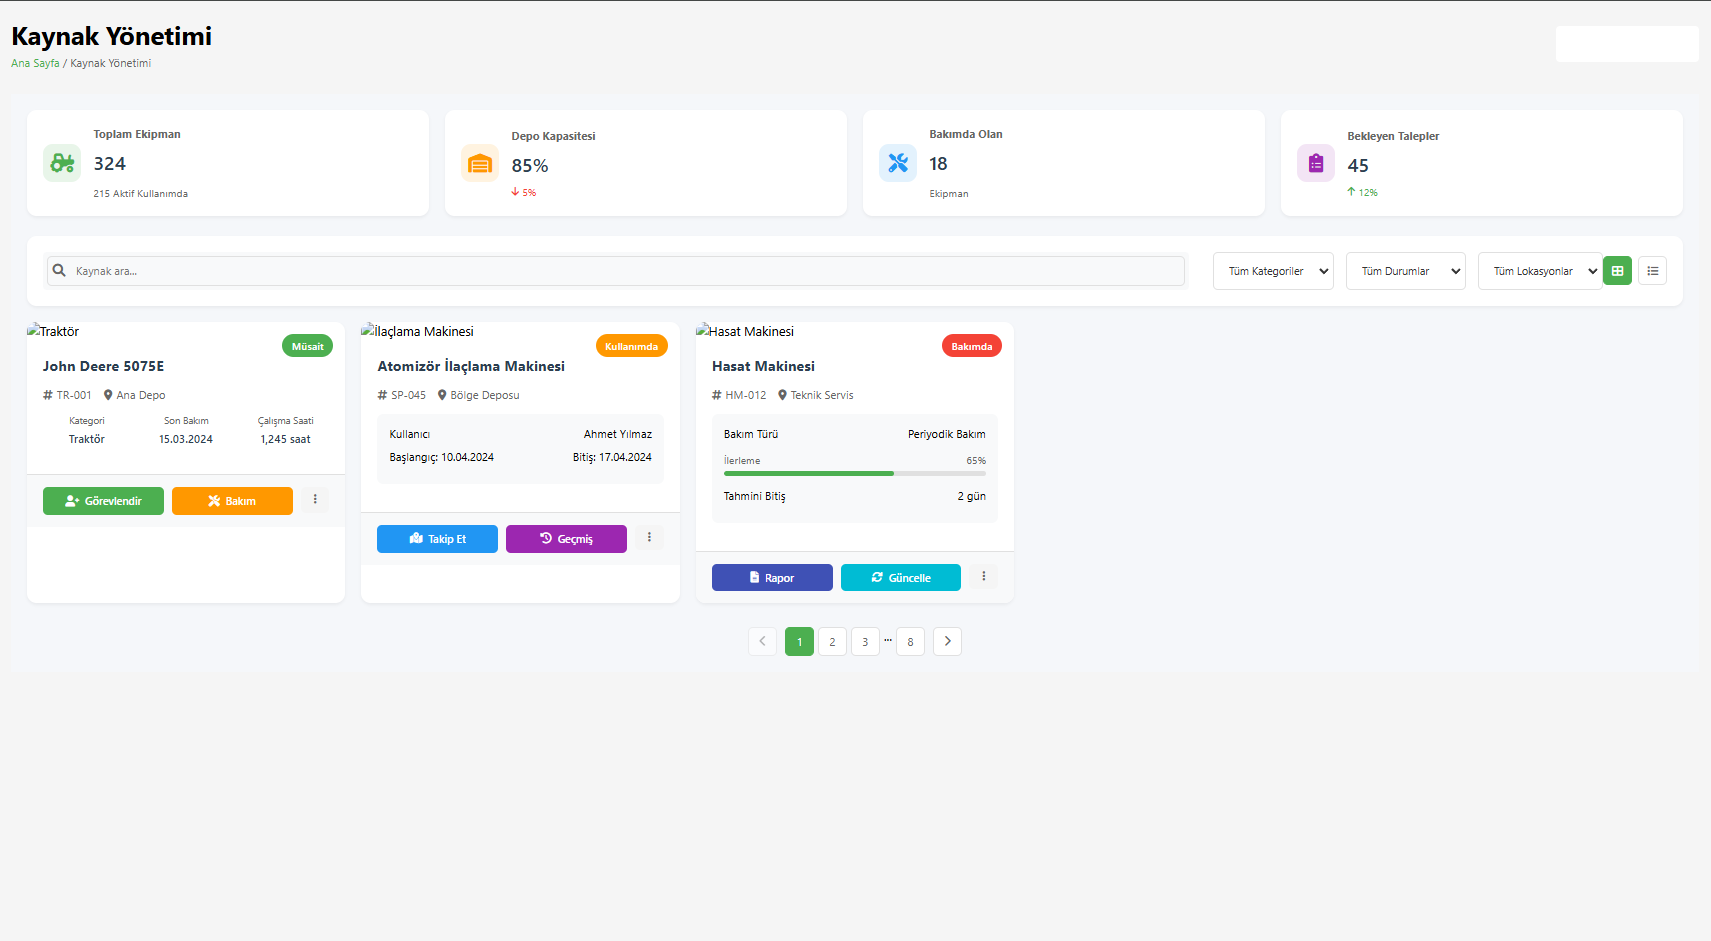 Kaynak Yönetimi
Ana Sayfa / Kaynak Yönetimi
Toplam Ekipman
324
215 Aktif Kullanımda
Depo Kapasitesi
85%
5%
Bakımda Olan
18
Ekipman
Bekleyen Talepler
45
12%
Kaynak ara...
Tüm Kategoriler
Tüm Durumlar
Tüm Lokasyonlar
Traktör
Müsait
John Deere 5075E
TR-001 Ana Depo
Kategori Son Bakım Çalışma Saati
Traktör 15.03.2024 1,245 saat
Görevlendir Bakım
İlaçlama Makinesi
Kullanımda
Atomizör İlaçlama Makinesi
SP-045 Bölge Deposu
Kullanıcı Ahmet Yılmaz
Başlangıç: 10.04.2024 Bitiş: 17.04.2024
Takip Et Geçmiş
Hasat Makinesi
Bakımda
Hasat Makinesi
HM-012 Teknik Servis
Bakım Türü Periyodik Bakım
İlerleme 65%
Tahmini Bitiş 2 gün
Rapor Güncelle
1 2 3 ... 8